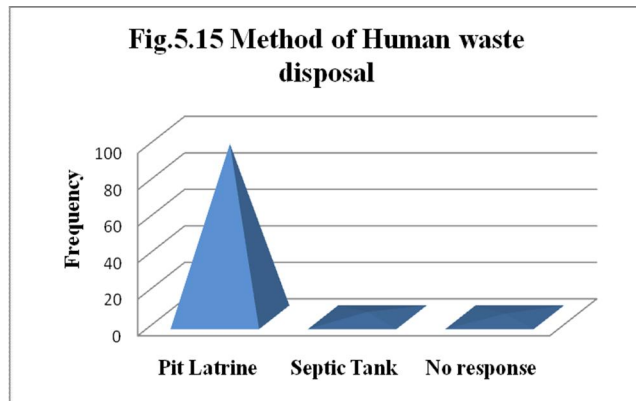 Fig.5.15 Method of Human waste
disposal
Frequency
100
80
60
40
20
0
Pit Latrine Septic Tank No response